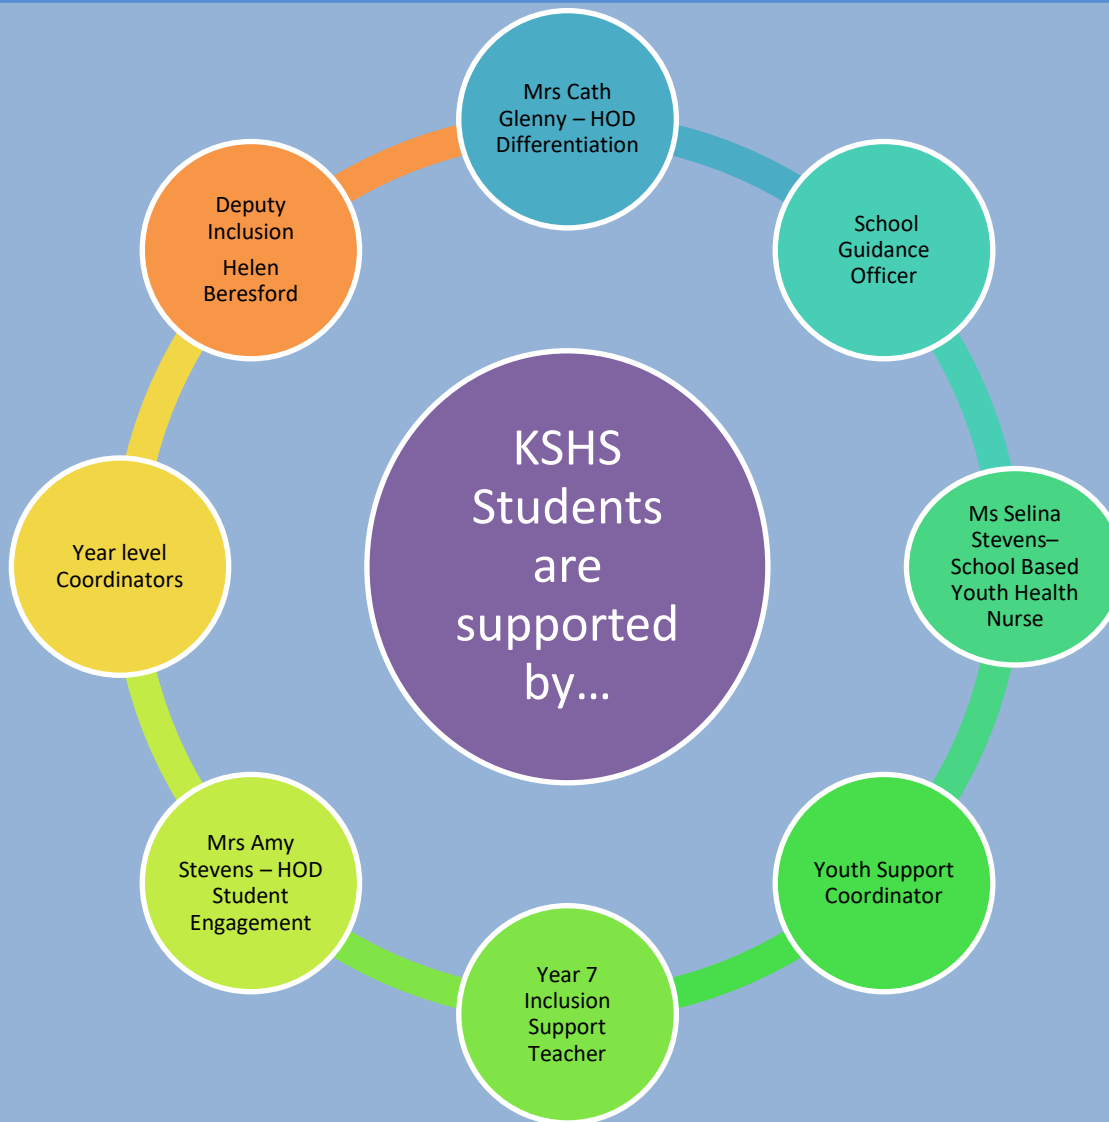 Mrs Cath
Glenny – HOD
Differentiation
School
Guidance
Officer
Ms Selina
Stevens–
School Based
Youth Health
Nurse
Youth Support
Coordinator
Year 7
Inclusion
Support
Teacher
Mrs Amy
Stevens – HOD
Student
Engagement
Year level
Coordinators
Deputy
Inclusion
Helen
Beresford
KSHS
Students
are
supported
by...